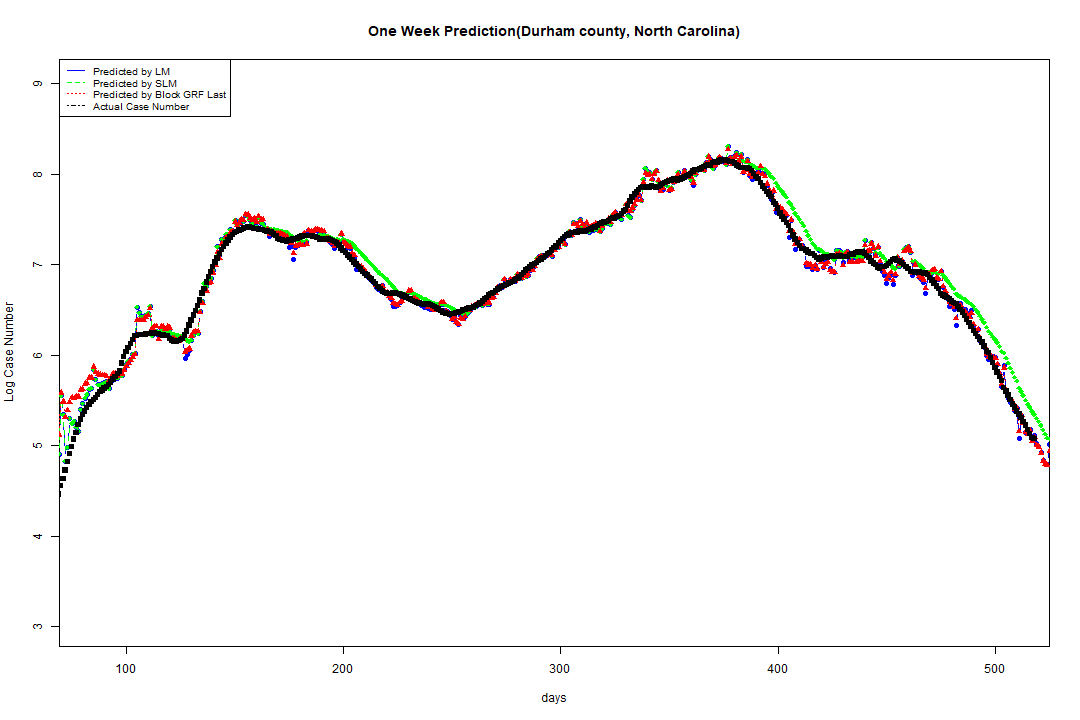 One Week Prediction(Durham county, North Carolina)
Predicted by LM
Predicted by SLM
Predicted by Block GRF Last
Actual Case Number
9
8
7
6
5
4
3
Log Case Number
100 200 300 400 500
days